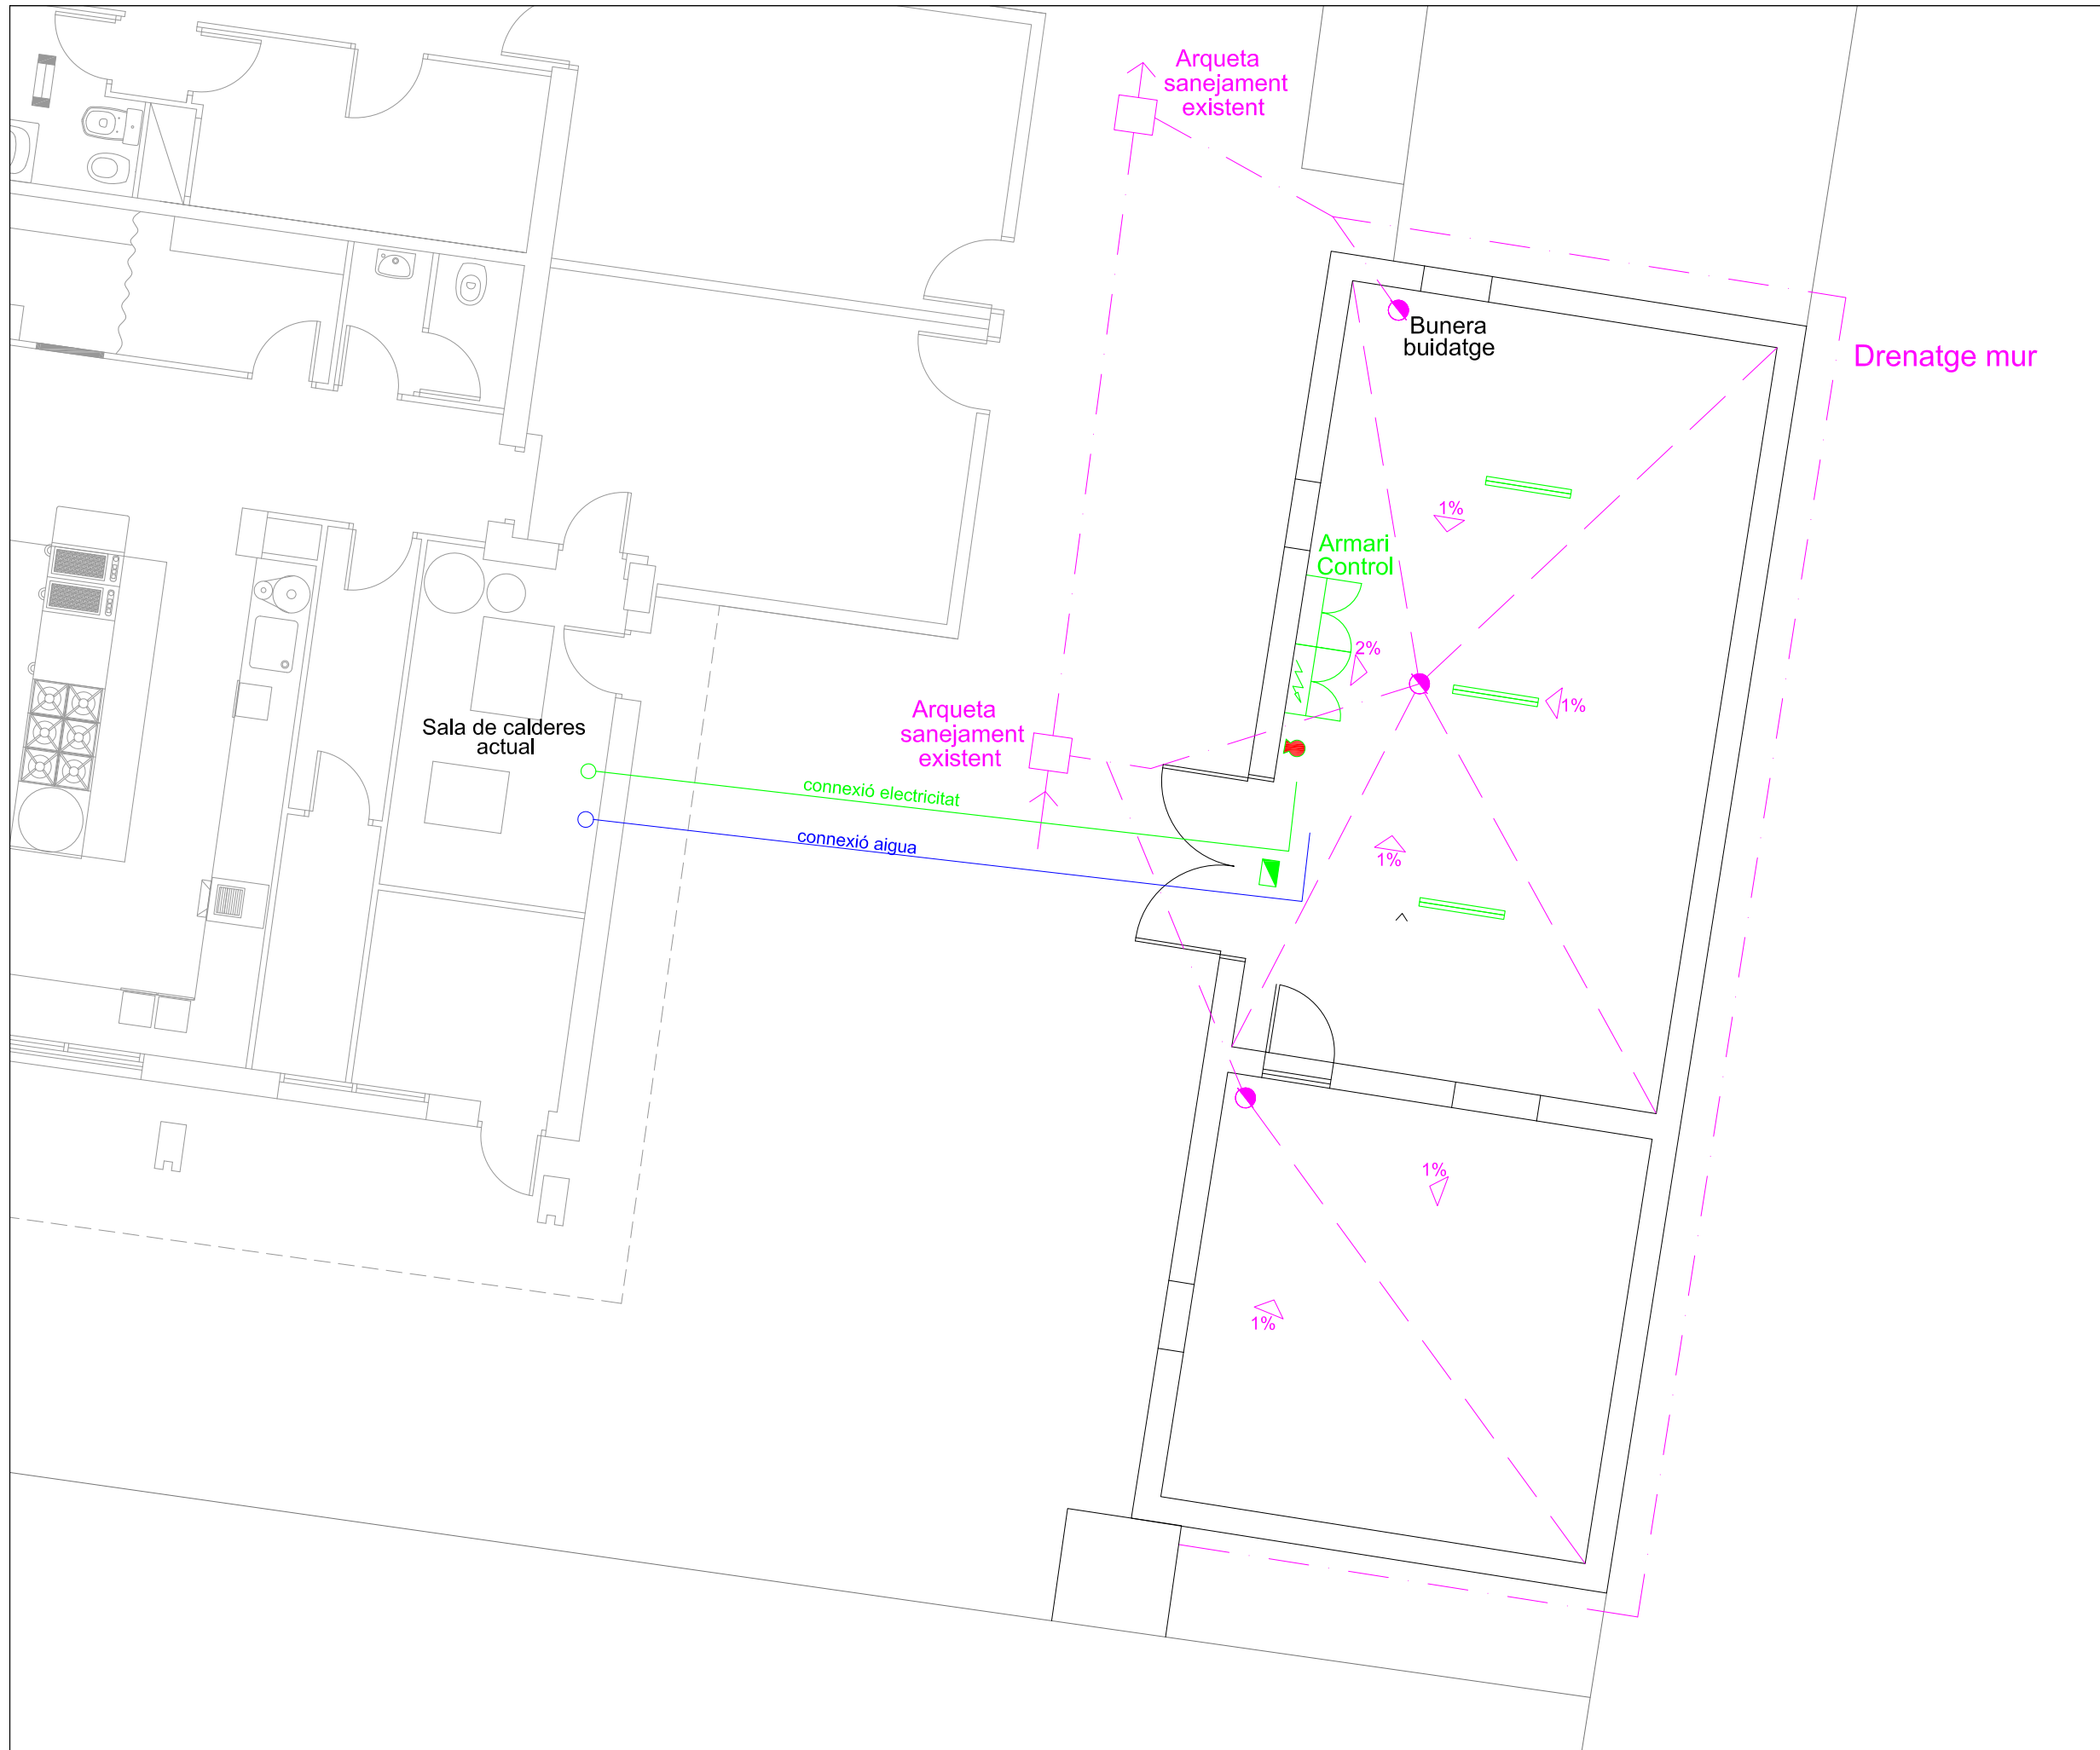 Arqueta
sanejament
existent
Bunera
buidatge
Drenatge mur
1%
Armari
Control
2%
1%
Arqueta
sanejament
existent
Sala de calderes
actual
connexió electricitat
connexió aigua
1%
1%
1%